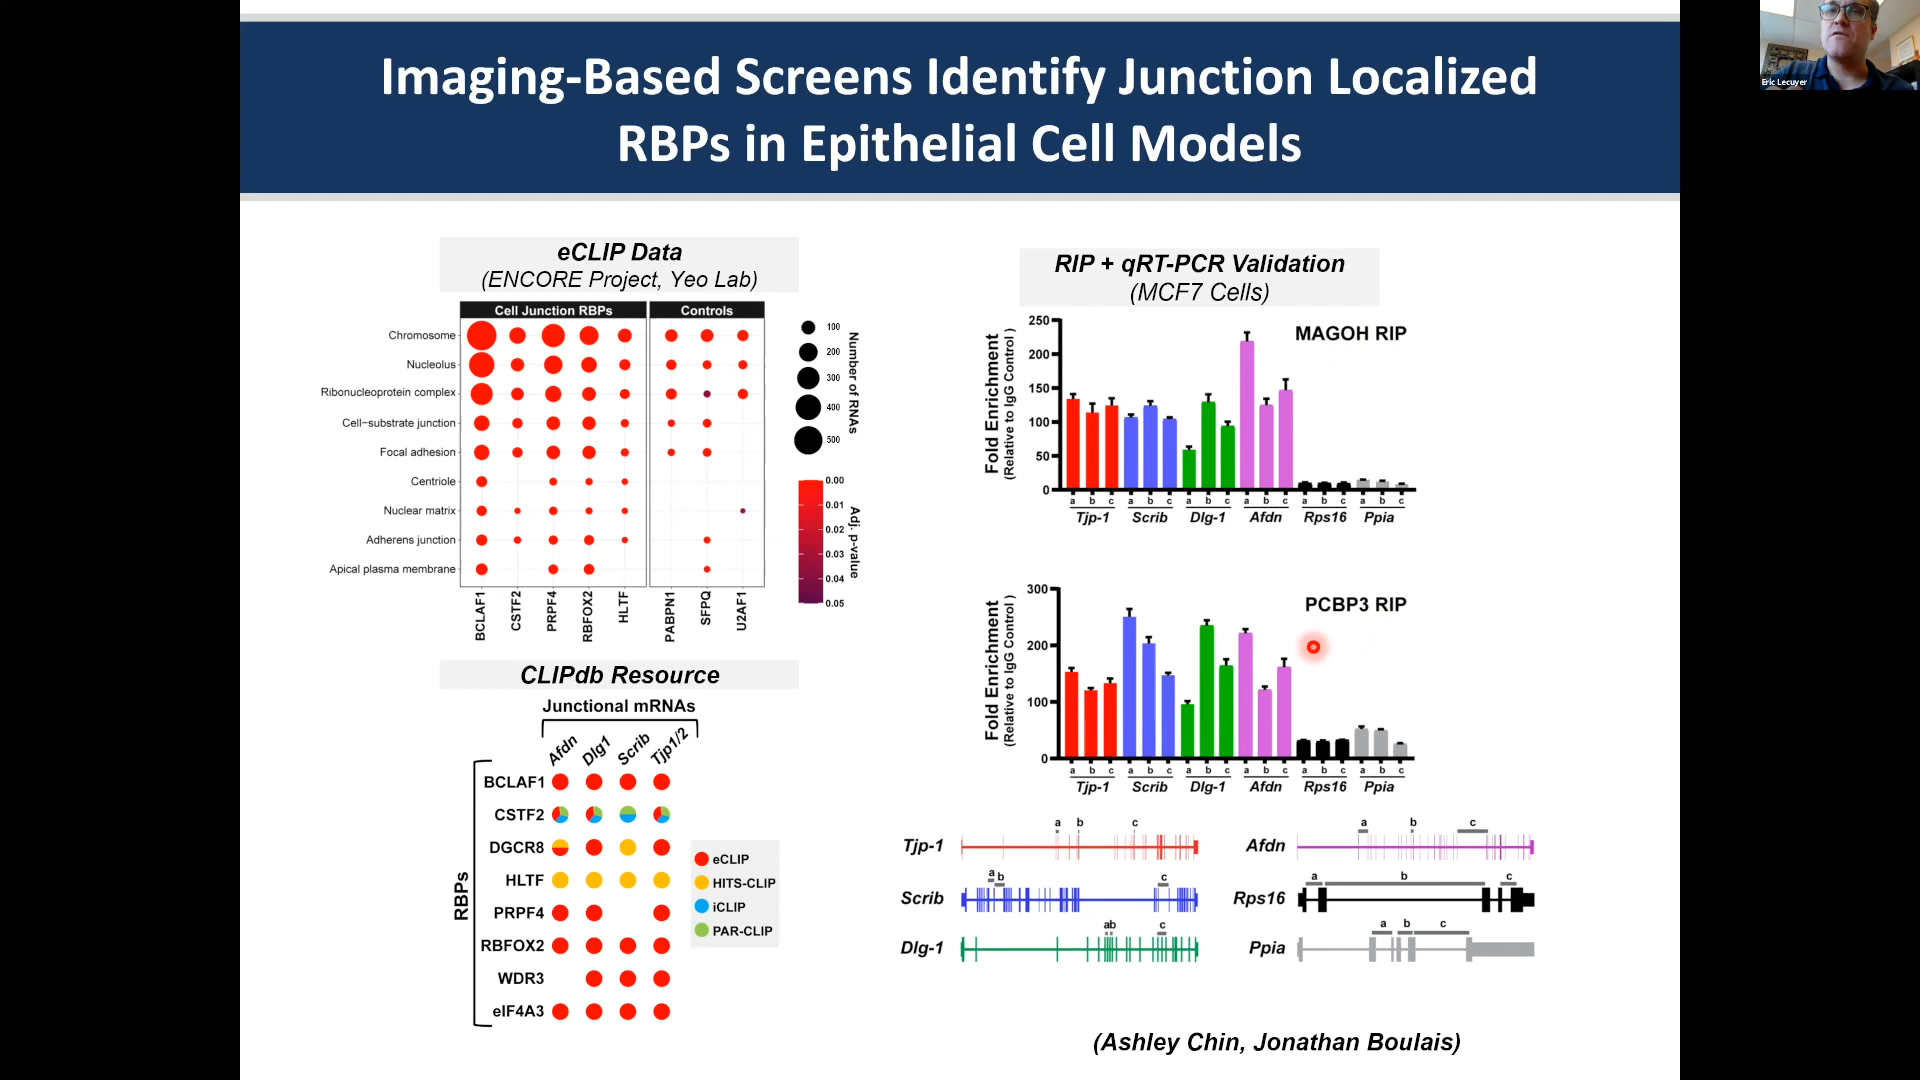 Imaging-Based Screens Identify Junction Localized
RBPs in Epithelial Cell Models
Eric Lecuyer
eCLIP Data
(ENCORE Project, Yeo Lab)
Cell Junction RBPs
Controls
Chromosome
Nucleolus
Ribonucleoprotein complex
Cell−substrate junction
Focal adhesion
Centriole
Nuclear matrix
Adherens junction
Apical plasma membrane
BCLAF1
CSTF2
PRPF4
RBFOX2
HLTF
PABPN1
SFPQ
U2AF1
100
200
300
400
500
Number of RNAs
0.00
0.01
0.02
0.03
0.04
0.05
Adj. p-value
CLIPdb Resource
Junctional mRNAs
Afdn
Dlg1
Scrib
Tjp1/2
RBPs
BCLAF1
CSTF2
DGCR8
HLTF
PRPF4
RBFOX2
WDR3
eIF4A3
eCLIP
HITS-CLIP
iCLIP
PAR-CLIP
RIP + qRT-PCR Validation
(MCF7 Cells)
MAGOH RIP
Fold Enrichment
(Relative to IgG Control )
250
200
150
100
50
0
a b c a b c a b c a b c a b c a b c
Tjp-1 Scrib Dlg-1 Afdn Rps16 Ppia
PCBP3 RIP
Fold Enrichment
(Relative to IgG Control )
300
200
100
0
a b c a b c a b c a b c a b c a b c
Tjp-1 Scrib Dlg-1 Afdn Rps16 Ppia
a b c
Tjp-1
a b c
Scrib
ab c
Dlg-1
a b c
Afdn
a b c
Rps16
a b c
Ppia
(Ashley Chin, Jonathan Boulais)